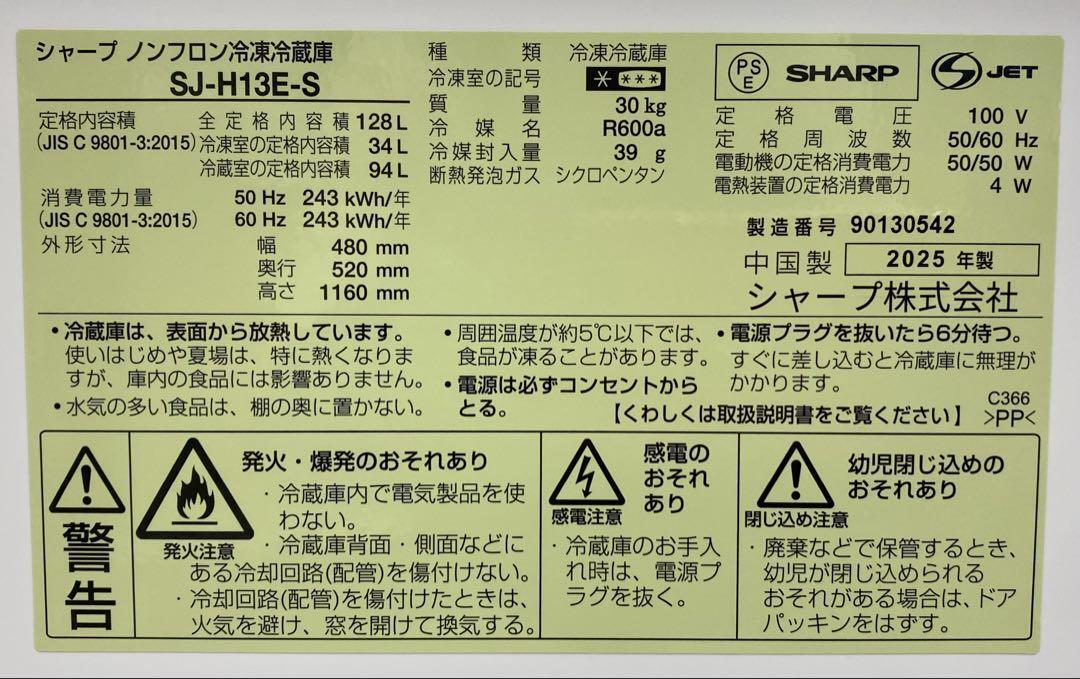 シャープ ノンフロン冷凍冷蔵庫
SJ-H13E-S
定格内容積 全定格内容積 128 L
(JIS C 9801-3:2015) 冷凍室の定格内容積 34 L
冷蔵室の定格内容積 94 L
消費電力量 50 Hz 243 kWh/年
(JIS C 9801-3:2015) 60 Hz 243 kWh/年
外形寸法 幅 480 mm
奥行 520 mm
高さ 1160 mm
種類 冷凍冷蔵庫
冷凍室の記号 * ***
質量 30 kg
冷媒名 R600a
冷媒封入量 39 g
断熱発泡ガス シクロペンタン
PSE SHARP JET
定格電圧 100 V
定格周波数 50/60 Hz
電動機の定格消費電力 50/50 W
電熱装置の定格消費電力 4 W
製造番号 90130542
中国製 2025 年製
シャープ株式会社
・冷蔵庫は、表面から放熱しています。
使いはじめや夏場は、特に熱くなりま
すが、庫内の食品には影響ありません。
・水気の多い食品は、棚の奥に置かない。
・周囲温度が約5℃以下では、
食品が凍ることがあります。
・電源は必ずコンセントから
とる。
・電源プラグを抜いたら6分待つ。
すぐに差し込むと冷蔵庫に無理が
かかります。
【くわしくは取扱説明書をご覧ください】
C366
>PP<
警告
発火注意
発火・爆発のおそれあり
・冷蔵庫内で電気製品を使
わない。
・冷蔵庫背面・側面などに
ある冷却回路(配管)を傷付けない。
・冷却回路(配管)を傷付けたときは、
火気を避け、窓を開けて換気する。
感電注意
感電の
おそれ
あり
・冷蔵庫のお手入
れ時は、電源プ
ラグを抜く。
閉じ込め注意
幼児閉じ込めの
おそれあり
・廃棄などで保管するとき、
幼児が閉じ込められる
おそれがある場合は、ドア
パッキンをはずす。